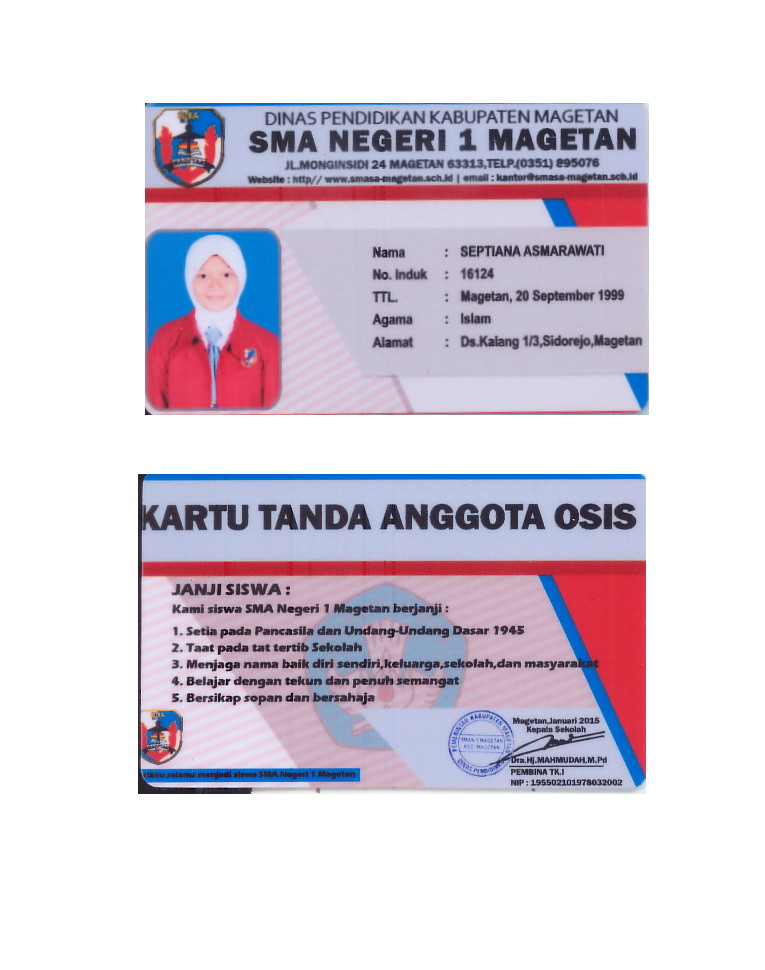 DINAS PENDIDIKAN KABUPATEN MAGETAN
SMA NEGERI 1 MAGETAN
JL.MONGINSIDI 24 MAGETAN 63313,TELP.(0351) 895076
Website : http// www.smasa-magetan.sch.id | email : kantor@smasa-magetan.sch.id
SMA
MAGETAN
Nama : SEPTIANA ASMARAWATI
No. Induk : 16124
TTL. : Magetan, 20 September 1999
Agama : Islam
Alamat : Ds.Kalang 1/3,Sidorejo,Magetan
KARTU TANDA ANGGOTA OSIS
JANJI SISWA :
Kami siswa SMA Negeri 1 Magetan berjanji :
1. Setia pada Pancasila dan Undang-Undang Dasar 1945
2. Taat pada tat tertib Sekolah
3. Menjaga nama baik diri sendiri,keluarga,sekolah,dan masyarakat
4. Belajar dengan tekun dan penuh semangat
5. Bersikap sopan dan bersahaja
Magetan,Januari 2015
Kepala Sekolah
PEMERINTAH KABUPATEN MAGETAN
SMAN 1 MAGETAN
KEC. MAGETAN
DINAS PENDIDIKAN
Dra.Hj.MAHMUDAH,M.Pd
PEMBINA TK.I
NIP : 195502101978032002
selama menjadi siswa SMA Negeri 1 Magetan